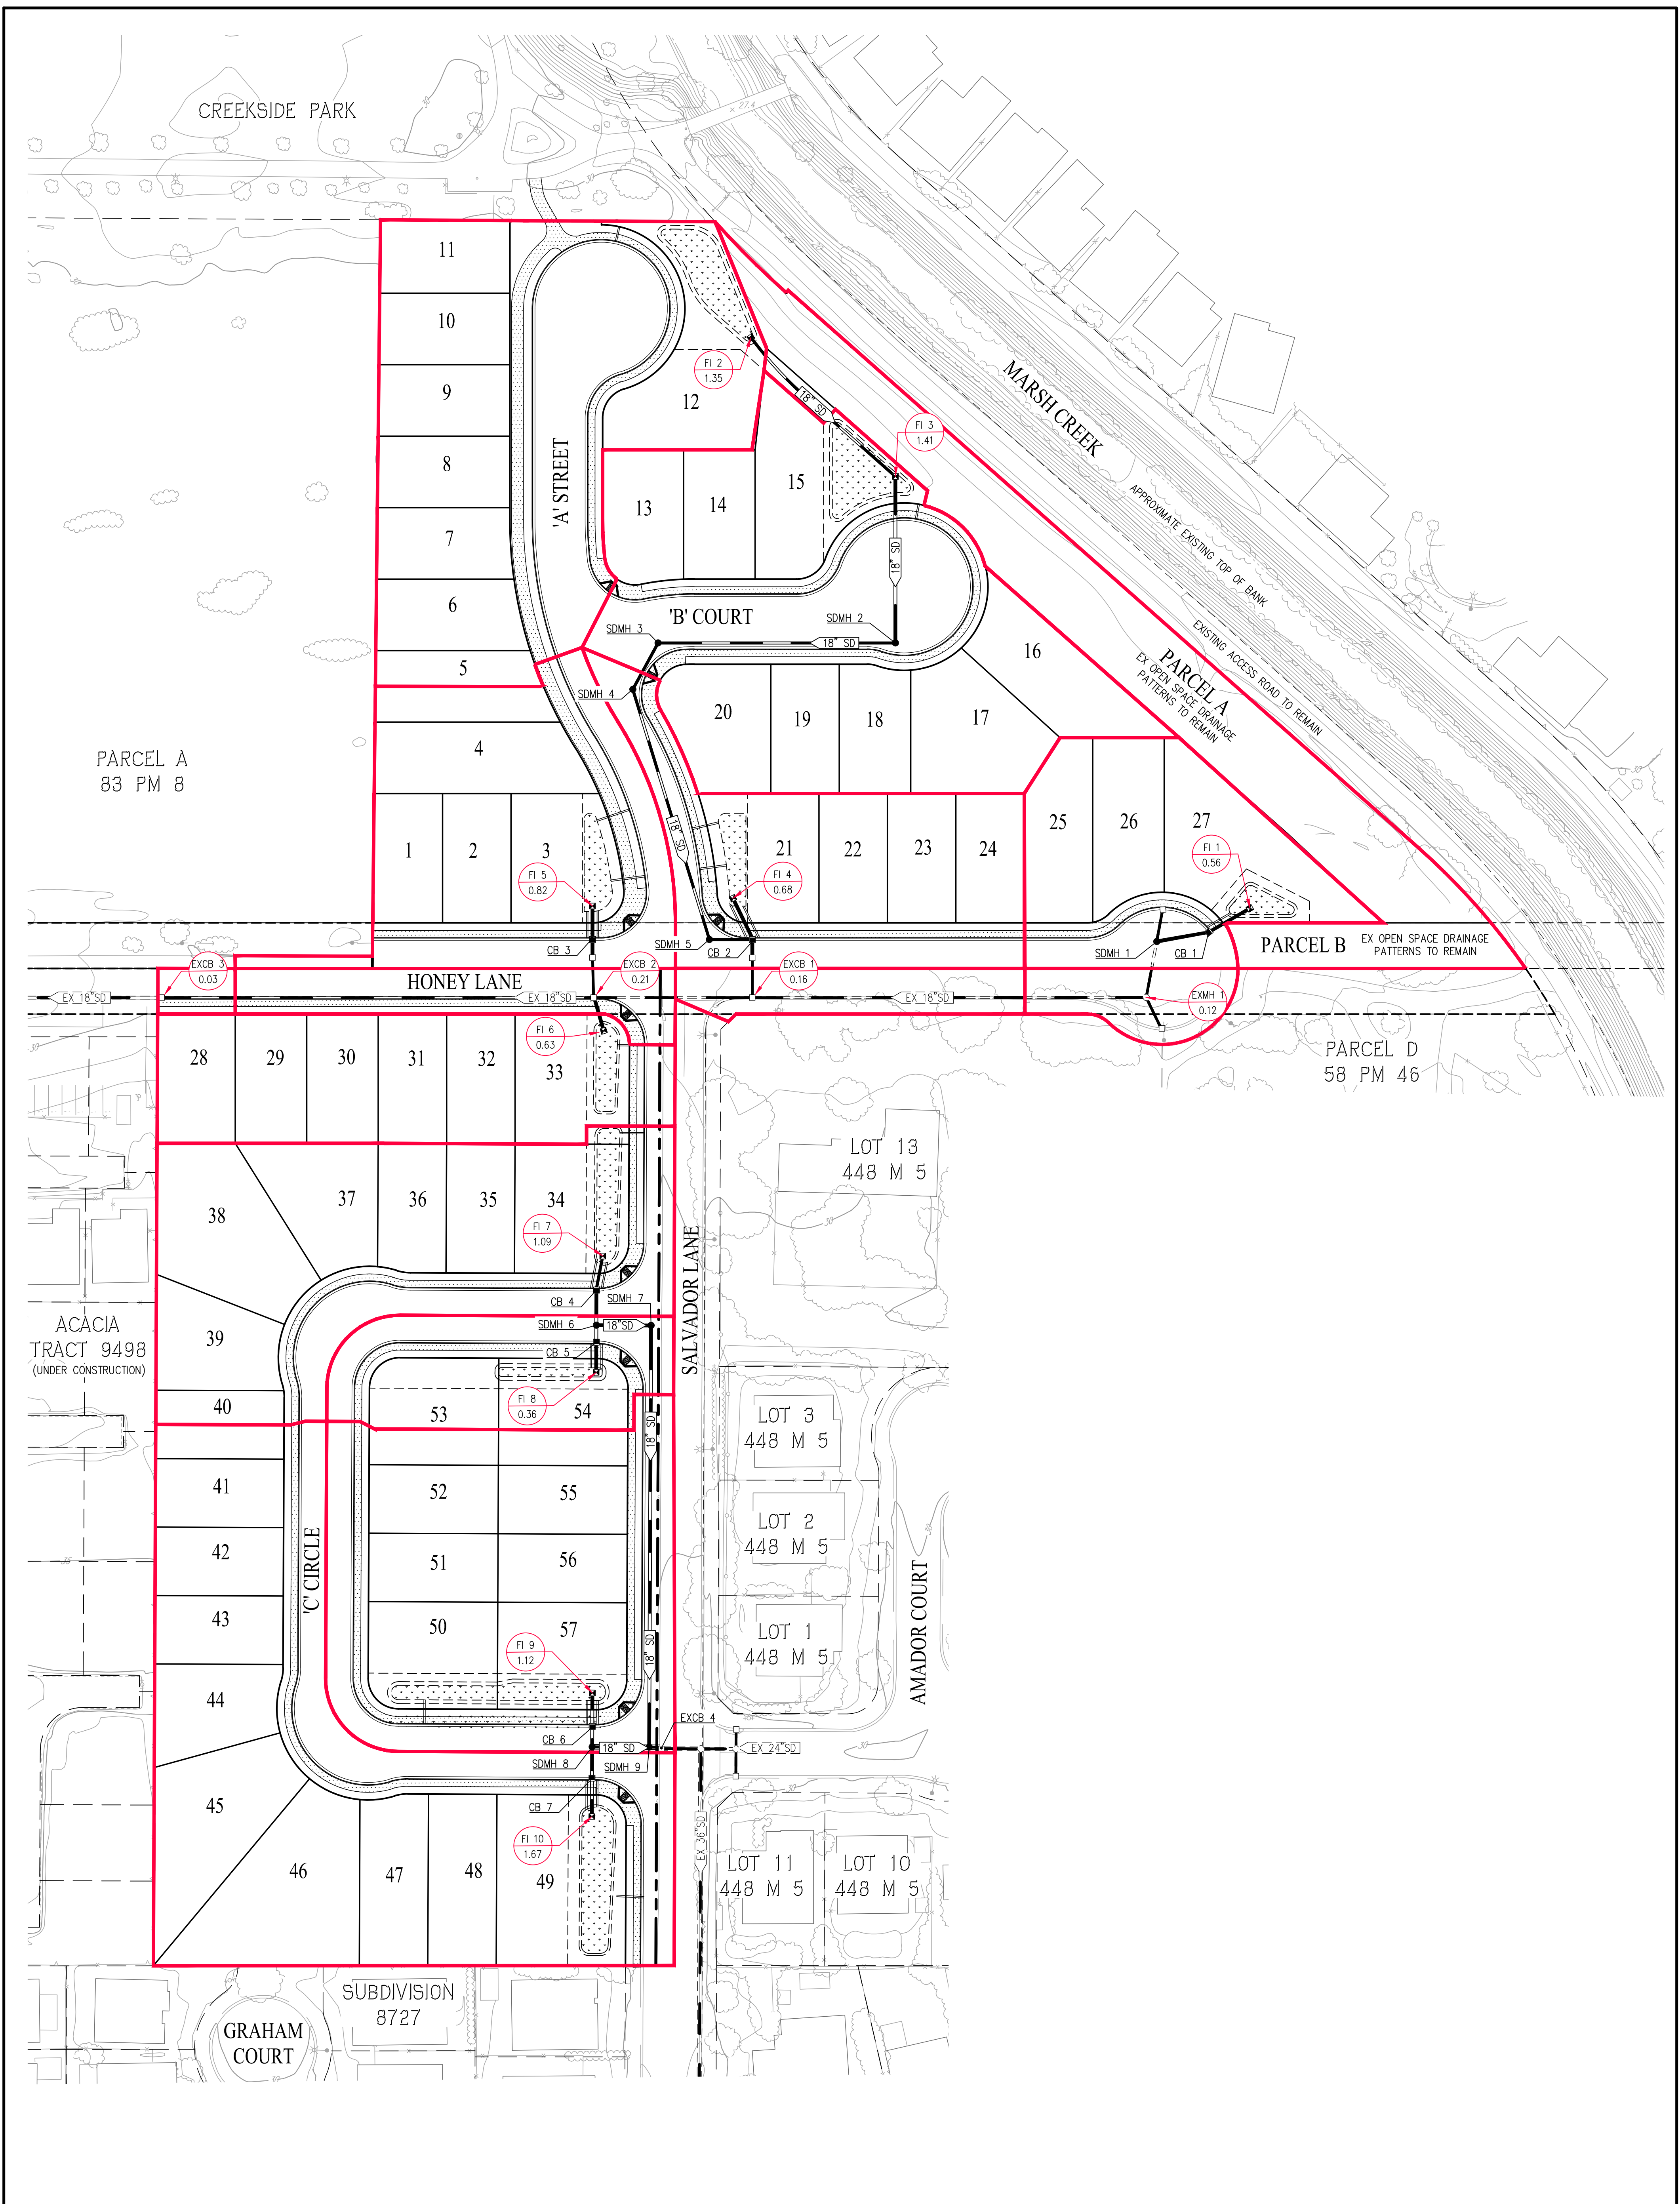 CREEKSIDE PARK
27.4
11
10
9
8
7
6
5
4
1
2
3
'A' STREET
FI 2
1.35
12
18" SD
FI 3
1.41
13
14
15
18" SD
MARSH CREEK
APPROXIMATE EXISTING TOP OF BANK
EXISTING ACCESS ROAD TO REMAIN
PARCEL A
EX OPEN SPACE DRAINAGE
PATTERNS TO REMAIN
'B' COURT
SDMH 3
SDMH 2
18" SD
SDMH 4
16
20
19
18
17
PARCEL A
83 PM 8
18" SD
21
22
23
24
25
26
27
FI 1
0.56
FI 5
0.82
FI 4
0.68
CB 3
SDMH 5
CB 2
SDMH 1
CB 1
PARCEL B
EX OPEN SPACE DRAINAGE
PATTERNS TO REMAIN
EXCB 3
0.03
HONEY LANE
EXCB 2
0.21
EXCB 1
0.16
EX 18"SD
EX 18"SD
EX 18"SD
EXMH 1
0.12
FI 6
0.63
28
29
30
31
32
33
PARCEL D
58 PM 46
LOT 13
448 M 5
30
38
37
36
35
34
FI 7
1.09
SALVADOR LANE
CB 4
SDMH 7
SDMH 6
18"SD
CB 5
ACACIA
TRACT 9498
(UNDER CONSTRUCTION)
39
40
FI 8
0.36
53
54
18" SD
LOT 3
448 M 5
41
52
55
LOT 2
448 M 5
42
51
56
'C' CIRCLE
43
50
57
18" SD
LOT 1
448 M 5
AMADOR COURT
FI 9
1.12
44
EXCB 4
CB 6
18" SD
EX 24"SD
30
SDMH 8
SDMH 9
45
CB 7
FI 10
1.67
EX 36"SD
46
47
48
49
LOT 11
448 M 5
LOT 10
448 M 5
SUBDIVISION
8727
GRAHAM
COURT